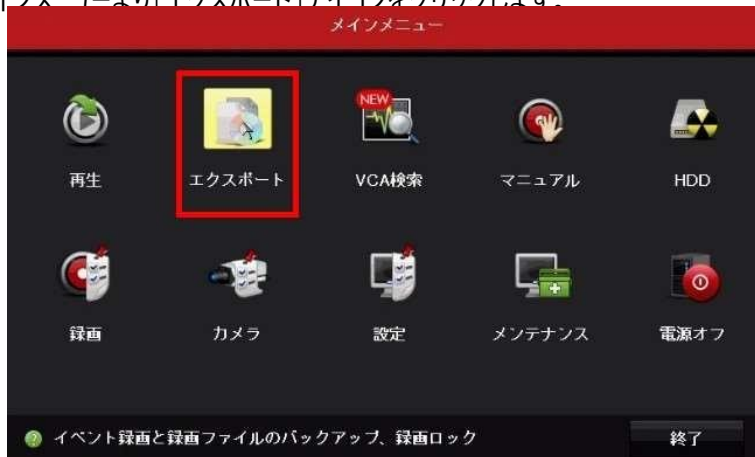 メインメニュー
再生
エクスポート
NEW
VCA検索
マニュアル
HDD
録画
カメラ
設定
メンテナンス
電源オフ
イベント録画と録画ファイルのバックアップ、録画ロック
終了